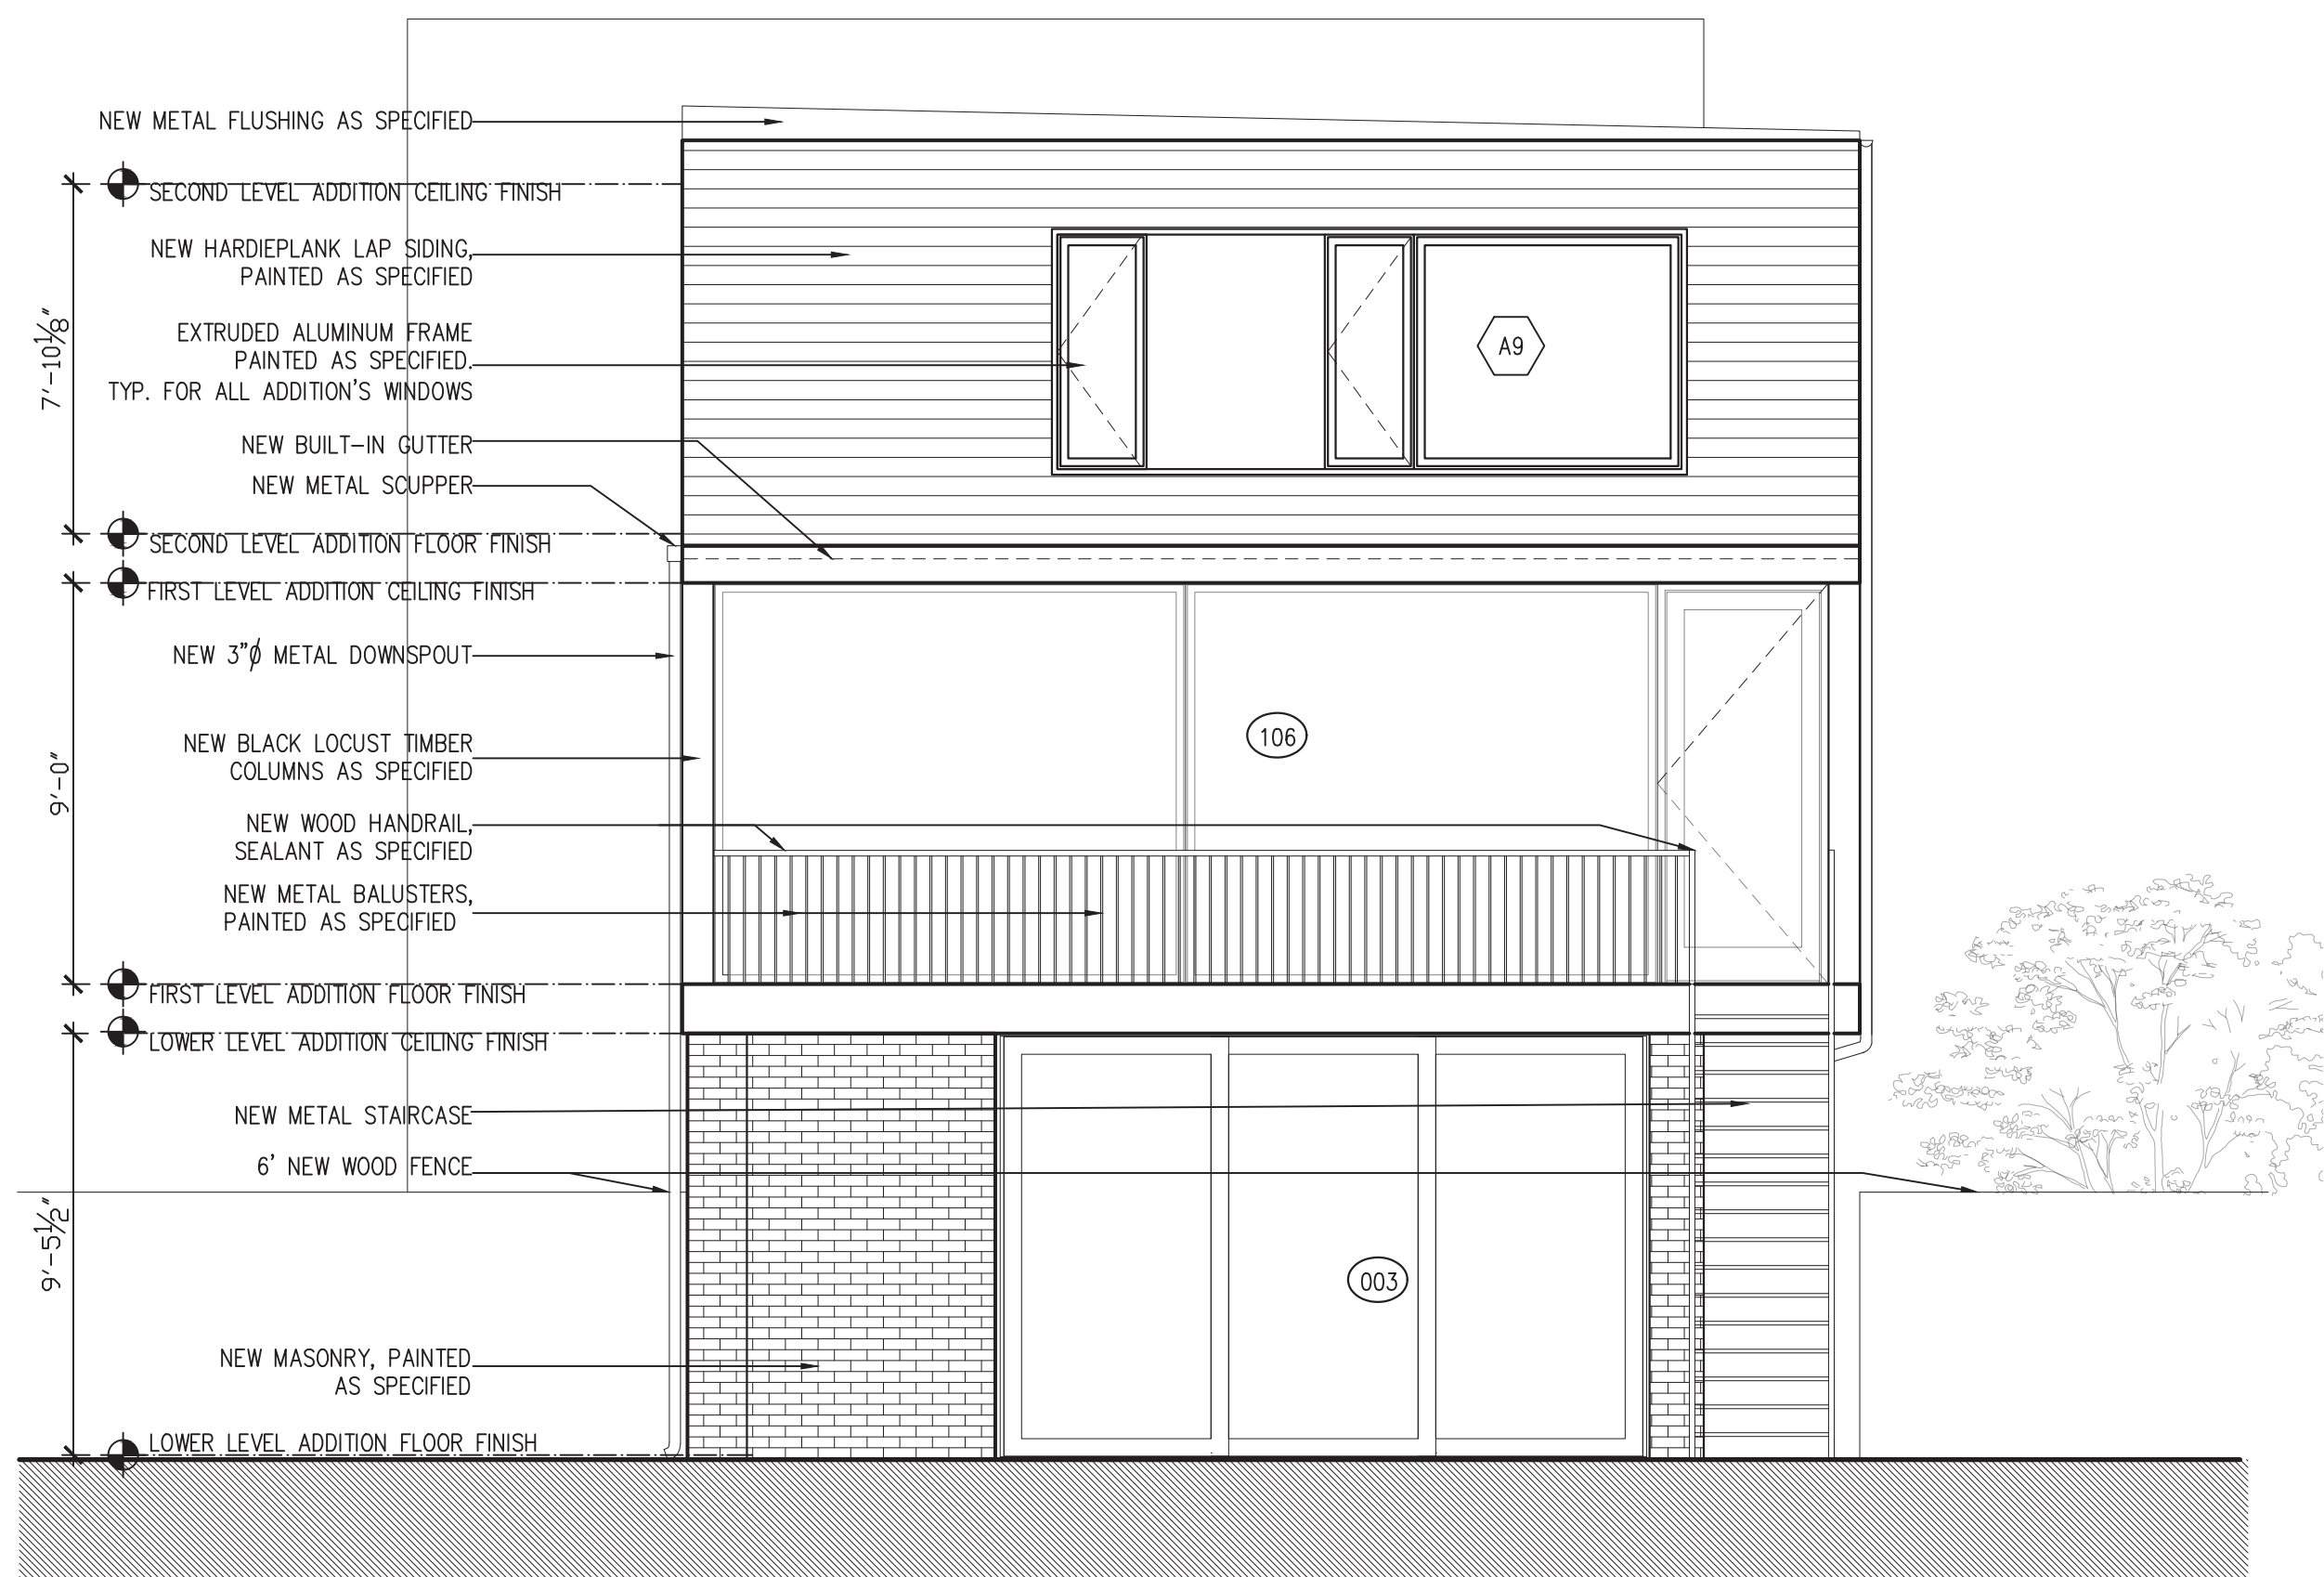 NEW METAL FLUSHING AS SPECIFIED
SECOND LEVEL ADDITION CEILING FINISH
NEW HARDIEPLANK LAP SIDING,
PAINTED AS SPECIFIED
7'-10 1/8"
EXTRUDED ALUMINUM FRAME
PAINTED AS SPECIFIED.
TYP. FOR ALL ADDITION'S WINDOWS
A9
NEW BUILT-IN GUTTER
NEW METAL SCUPPER
SECOND LEVEL ADDITION FLOOR FINISH
FIRST LEVEL ADDITION CEILING FINISH
NEW 3"Ø METAL DOWNSPOUT
106
NEW BLACK LOCUST TIMBER
COLUMNS AS SPECIFIED
9'-0"
NEW WOOD HANDRAIL,
SEALANT AS SPECIFIED
NEW METAL BALUSTERS,
PAINTED AS SPECIFIED
FIRST LEVEL ADDITION FLOOR FINISH
LOWER LEVEL ADDITION CEILING FINISH
NEW METAL STAIRCASE
6' NEW WOOD FENCE
9'-5 1/2"
003
NEW MASONRY, PAINTED
AS SPECIFIED
LOWER LEVEL ADDITION FLOOR FINISH